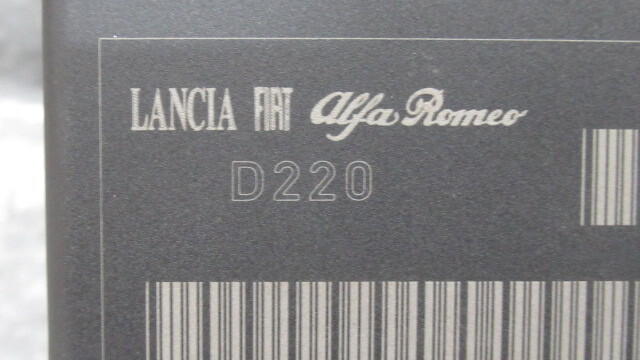 LANCIA FIAT Alfa Romeo
D220